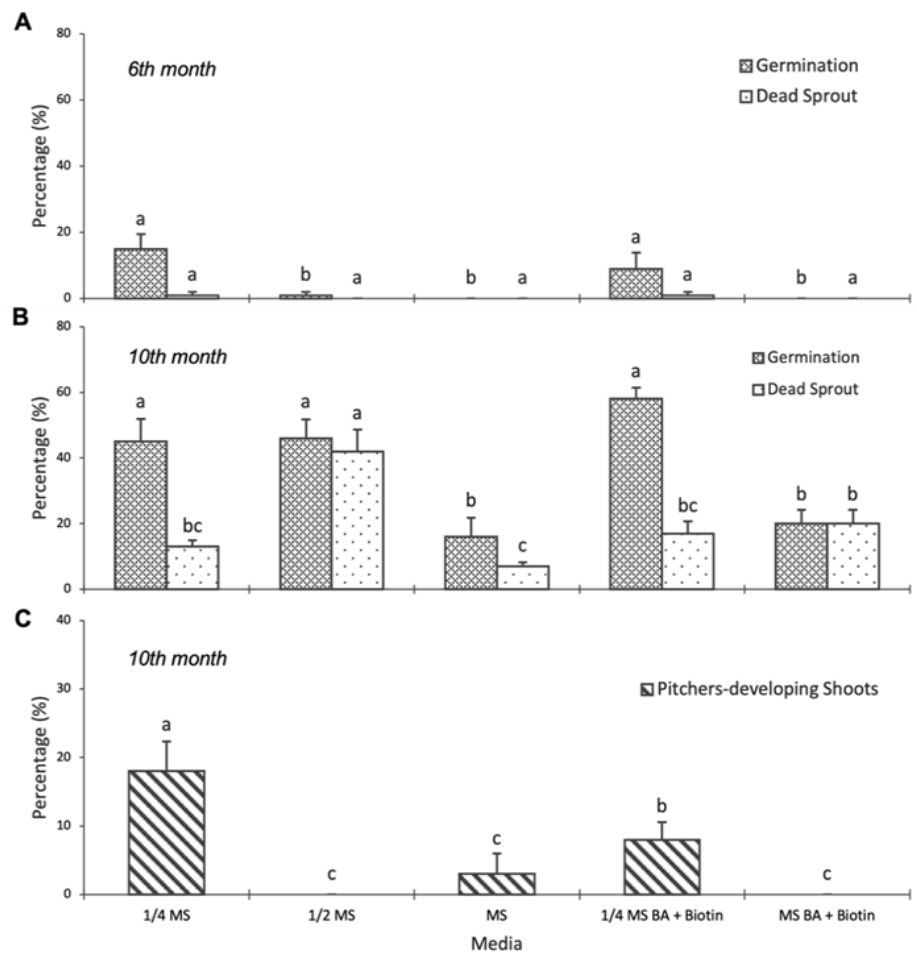 A
80
6th month
Germination
Dead Sprout
60
Percentage (%)
40
20
a
a
b
a
b
a
a
a
b
a
0
B
80
10th month
Germination
Dead Sprout
60
Percentage (%)
40
20
a
bc
a
a
b
c
a
bc
b
b
0
C
40
10th month
Pitchers-developing Shoots
30
Percentage (%)
20
10
a
c
c
b
c
0
1/4 MS
1/2 MS
MS
1/4 MS BA + Biotin
MS BA + Biotin
Media